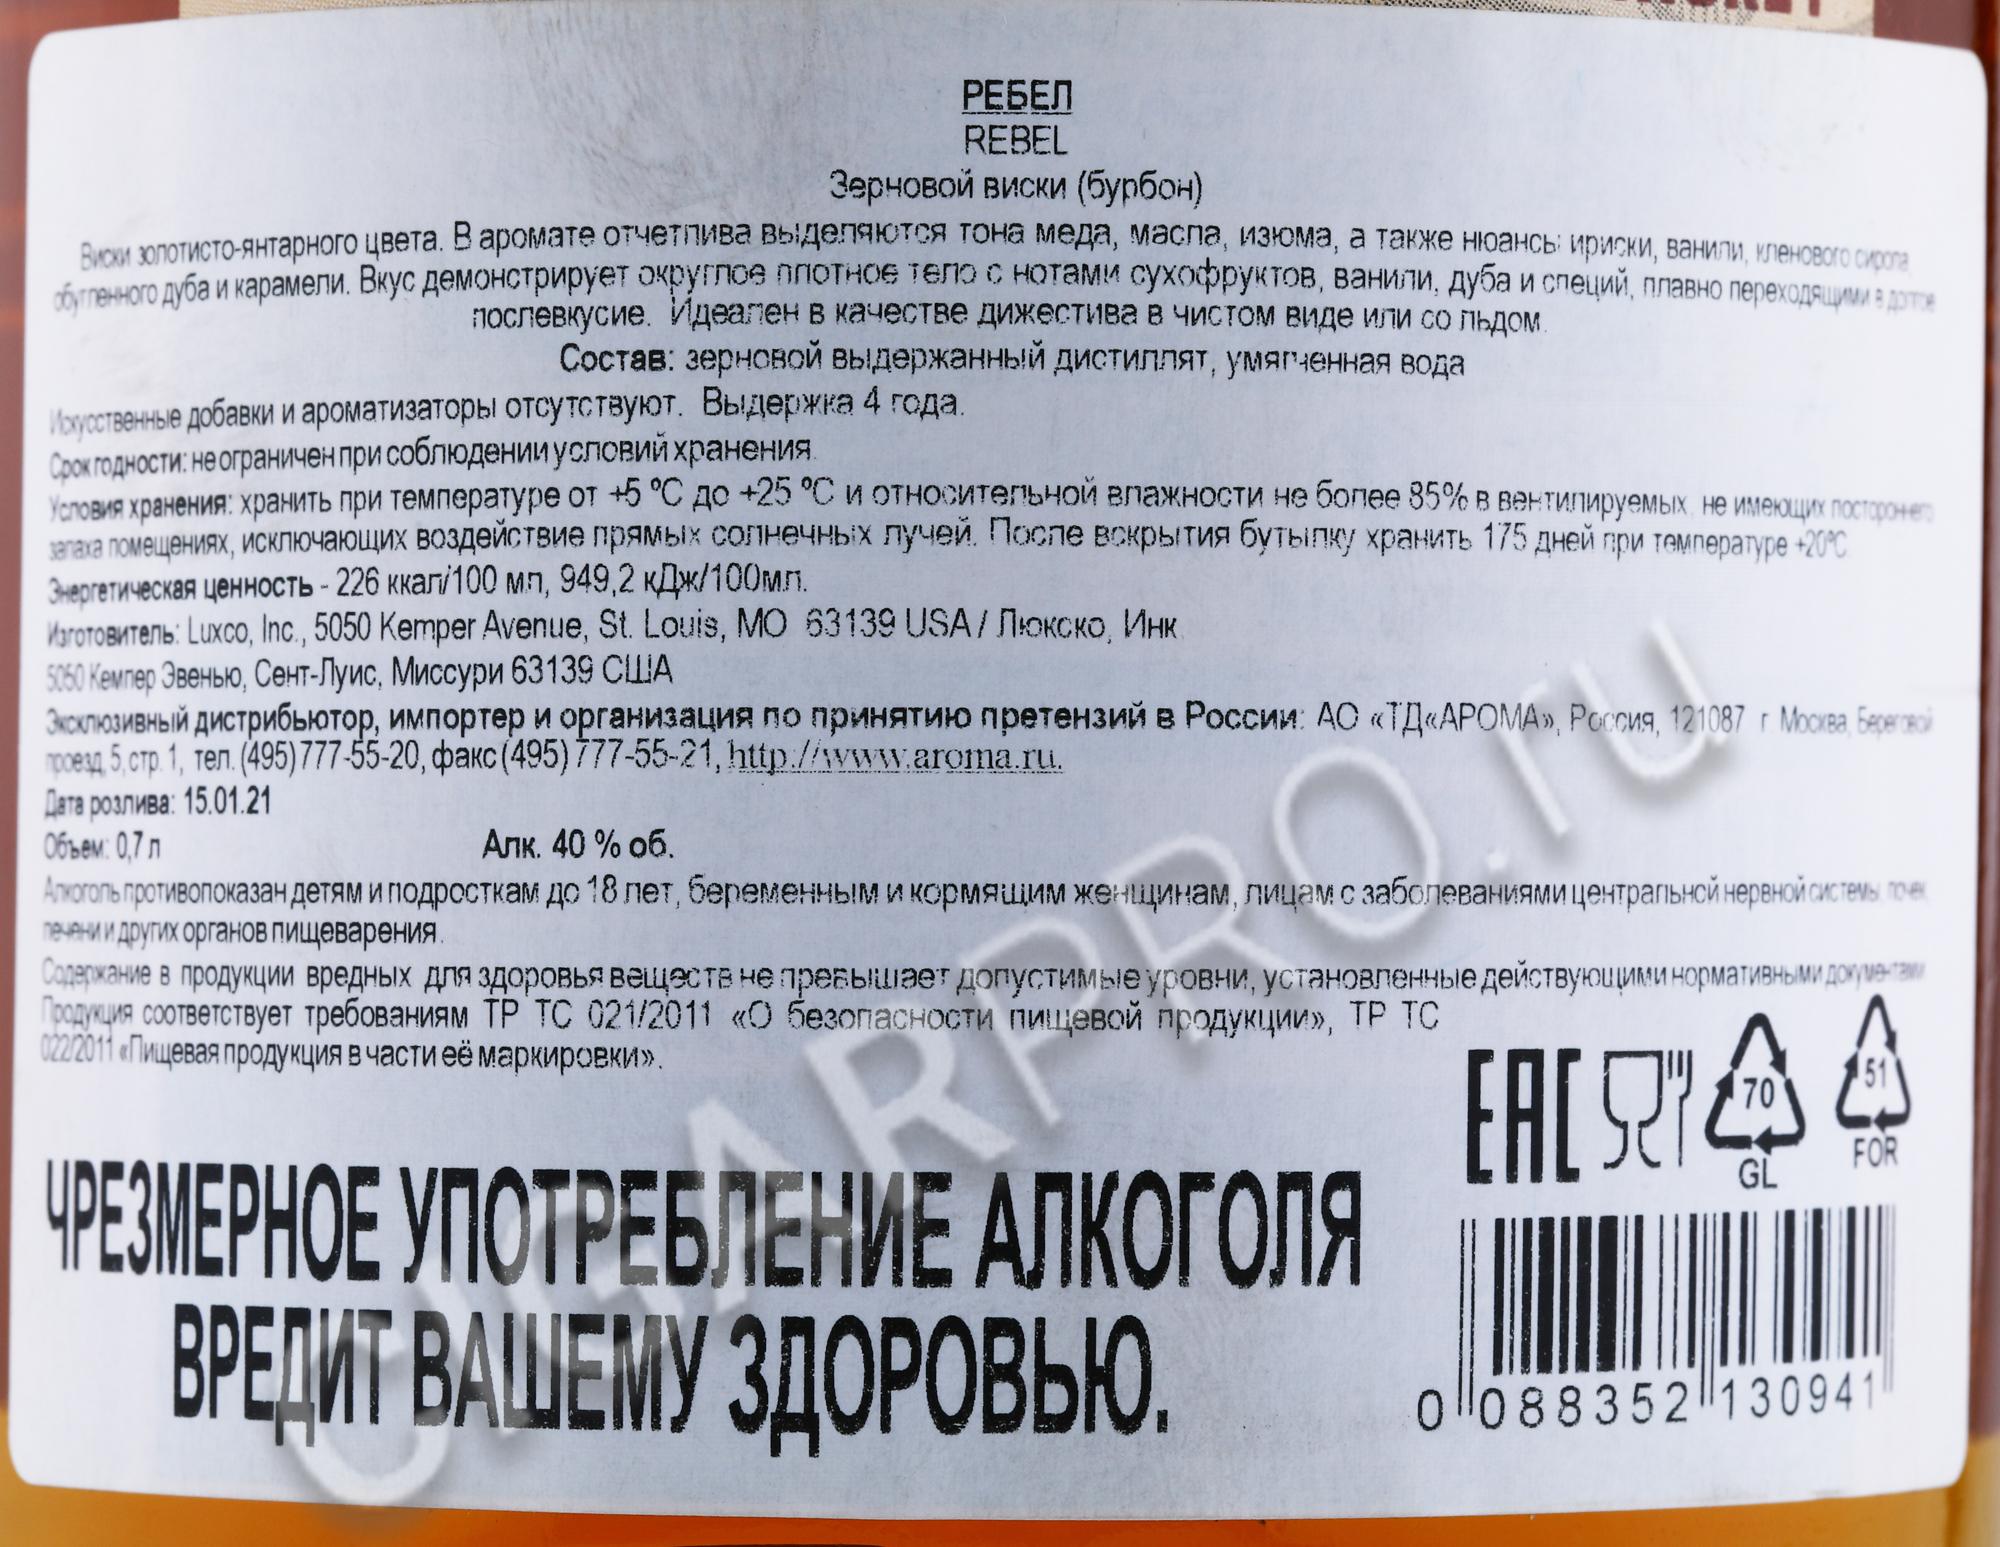 РЕБЕЛ
REBEL
Зерновой виски (бурбон)
Виски золотисто-янтарного цвета. В аромате отчетлива выделяются тона меда, масла, изюма, а также нюансы ириски, ванили, кленового сиропа,
обугленного дуба и карамели. Вкус демонстрирует округлое плотное тело с нотами сухофруктов, ванили, дуба и специй, плавно переходящими в долгое
послевкусие. Идеален в качестве дижестива в чистом виде или со льдом.
Состав: зерновой выдержанный дистиллят, умягченная вода
Искусственные добавки и ароматизаторы отсутствуют. Выдержка 4 года.
Срок годности: не ограничен при соблюдении условий хранения.
Условия хранения: хранить при температуре от +5 °С до +25 °С и относительной влажности не более 85% в вентилируемых, не имеющих постороннего
запаха помещениях, исключающих воздействие прямых солнечных лучей. После вскрытия бутылку хранить 175 дней при температуре +20°С.
Энергетическая ценность - 226 ккал/100 мл, 949,2 кДж/100мл.
Изготовитель: Luxco, Inc., 5050 Kemper Avenue, St. Louis, MO 63139 USA / Люкско, Инк
5050 Кемпер Эвенью, Сент-Луис, Миссури 63139 США
Эксклюзивный дистрибьютор, импортер и организация по принятию претензий в России: АО «ТД«АРОМА», Россия, 121087 г. Москва, Береговой
проезд, 5, стр. 1, тел. (495) 777-55-20, факс (495) 777-55-21, http://www.aroma.ru.
Дата розлива: 15.01.21
Объем: 0,7 л Алк. 40 % об.
Алкоголь противопоказан детям и подросткам до 18 лет, беременным и кормящим женщинам, лицам с заболеваниями центральной нервной системы, почек,
печени и других органов пищеварения.
Содержание в продукции вредных для здоровья веществ не превышает допустимые уровни, установленные действующими нормативными документами
Продукция соответствует требованиям ТР ТС 021/2011 «О безопасности пищевой продукции», ТР ТС
022/2011 «Пищевая продукция в части её маркировки».
EAC
70
GL
51
FOR
ЧРЕЗМЕРНОЕ УПОТРЕБЛЕНИЕ АЛКОГОЛЯ
ВРЕДИТ ВАШЕМУ ЗДОРОВЬЮ.
0 088352 130941
CIGARPRO.ru